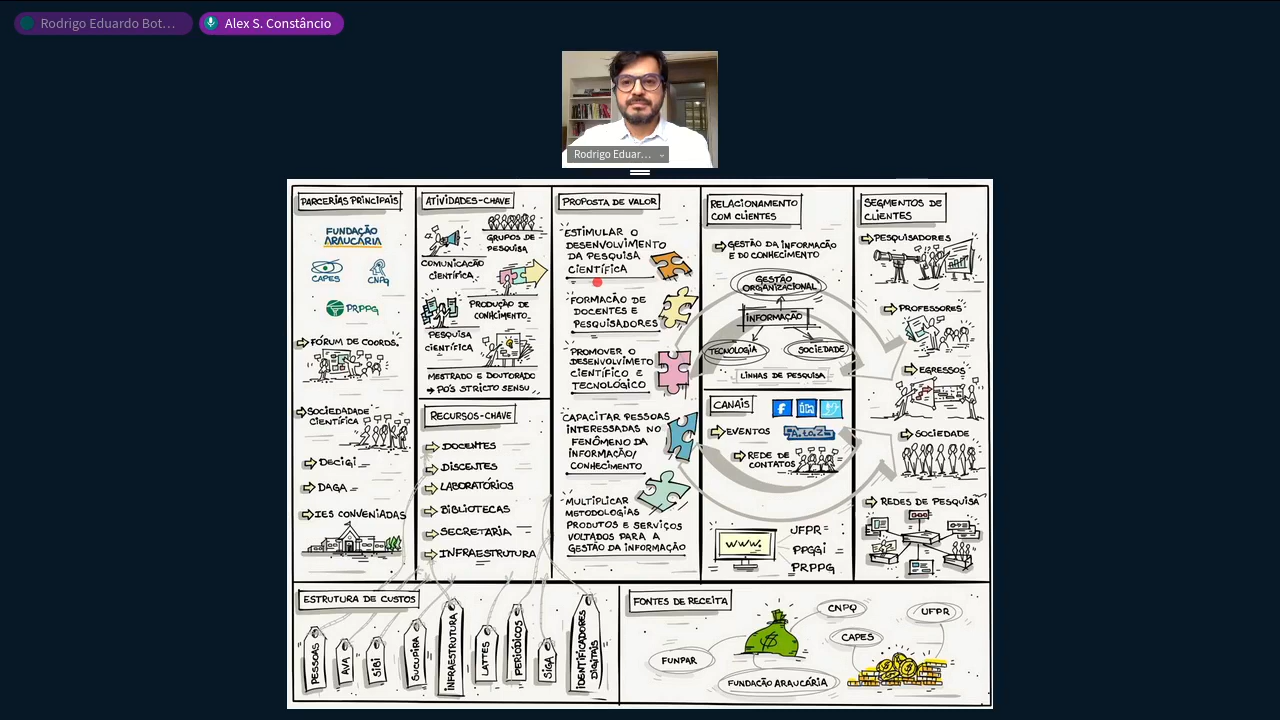 Rodrigo Eduardo Bot...
Alex S. Constâncio
Rodrigo Eduar...
PARCERIAS PRINCIPAIS
FUNDAÇÃO
ARAUCÁRIA
CAPES
CNPq
PRPPG
FÓRUM DE COORDS.
SOCIEDADADE
CIENTÍFICA
DECIGI
DAGA
IES CONVENIADAS
ATIVIDADES-CHAVE
GRUPOS DE
PESQUISA
COMUNICAÇÃO
CIENTÍFICA
PRODUÇÃO DE
CONHCIMENTO
PESQUISA
CIENTÍFICA
MESTRADO E DOUTORADO
PÓS STRICTO SENSU
RECURSOS-CHAVE
DOCENTES
DISCENTES
LABORATÓRIOS
BIBLIOTECAS
SECRETARIA
INFRAESTRUTURA
PROPOSTA DE VALOR
ESTIMULAR O
DESENVOLVIMENTO
DA PESQUISA
CIENTÍFICA
FORMAÇÃO DE
DOCENTES E
PESQUISADORES
PROMOVER O
DESENVOLVIMETO
CIENTÍFICO E
TECNOLÓGICO
CAPACITAR PESSOAS
INTERESSADAS NO
FENÔMENO DA
INFORMAÇÃO/
CONHECIMENTO
MULTIPLICAR
METODOLOGIAS
PRODUTOS E SERVIÇOS
VOLTADOS PARA A
GESTÃO DA INFORMAÇÃO
RELACIONAMENTO
COM CLIENTES
GESTÃO DA INFORMAÇÃO
E DO CONHECIMENTO
GESTÃO
ORGANIZACIONAL
INFORMAÇÃO
TECNOLOGIA
SOCIEDADE
LINHAS DE PESQUISA
CANAIS
EVENTOS
A.to.Z
REDE DE
CONTATOS
WWW.
UFPR
PPGGI
PRPPG
SEGMENTOS DE
CLIENTES
PESQUISADORES
PROFESSORES
EGRESSOS
SOCIEDADE
REDES DE PESQUISA
ESTRUTURA DE CUSTOS
PESSOAS
AVA
SIBI
SUCUPIRA
INFRAESTRUTURA
LATTES
PERIÓDICOS
SIGA
IDENTIFICADORES
DIGITAIS
FONTES DE RECEITA
CNPQ
UFPR
CAPES
FUNPAR
FUNDAÇÃO ARAUCÁRIA